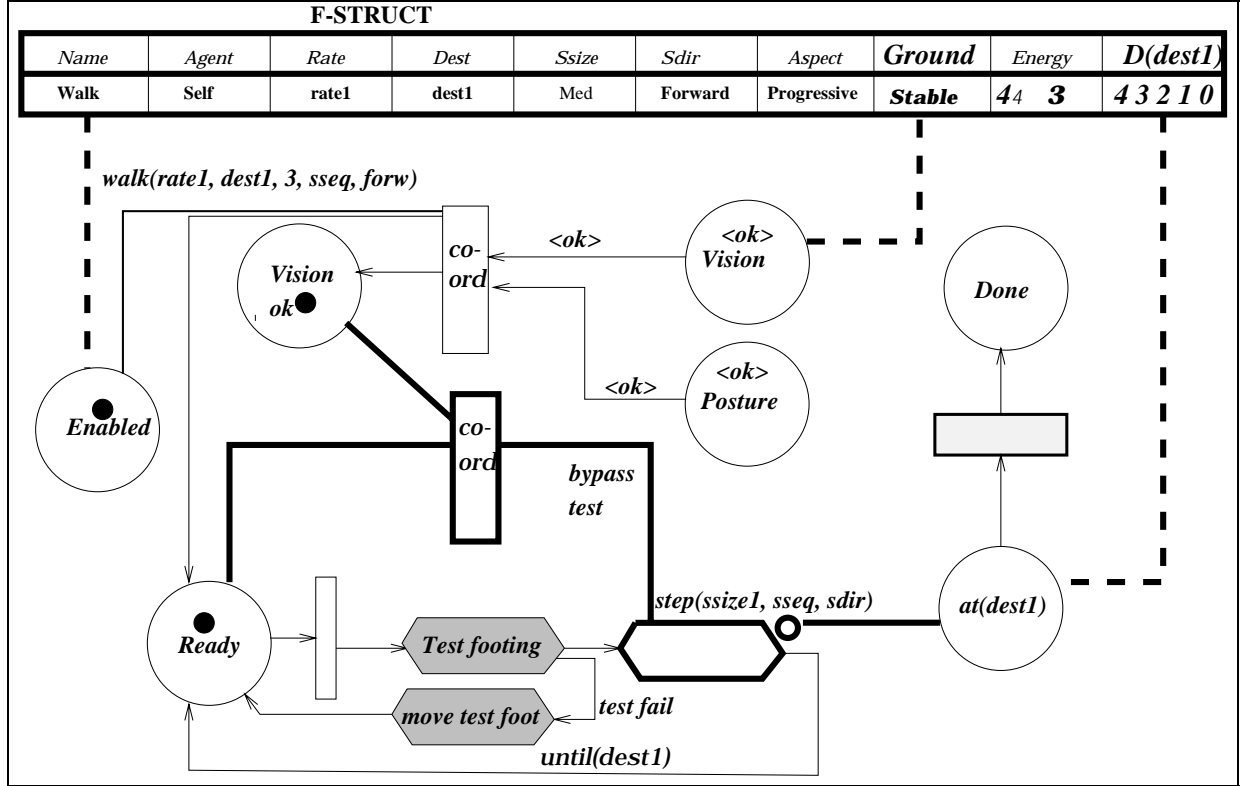 F-STRUCT
Name Agent Rate Dest Ssize Sdir Aspect Ground Energy D(dest1)
Walk Self rate1 dest1 Med Forward Progressive Stable 44 3 4 3 2 1 0
walk(rate1, dest1, 3, sseq, forw)
co-
ord
<ok>
<ok>
Vision
Vision
ok
Done
<ok>
<ok>
Posture
Enabled
co-
ord
bypass
test
step(ssize1, sseq, sdir)
at(dest1)
Ready
Test footing
move test foot
test fail
until(dest1)